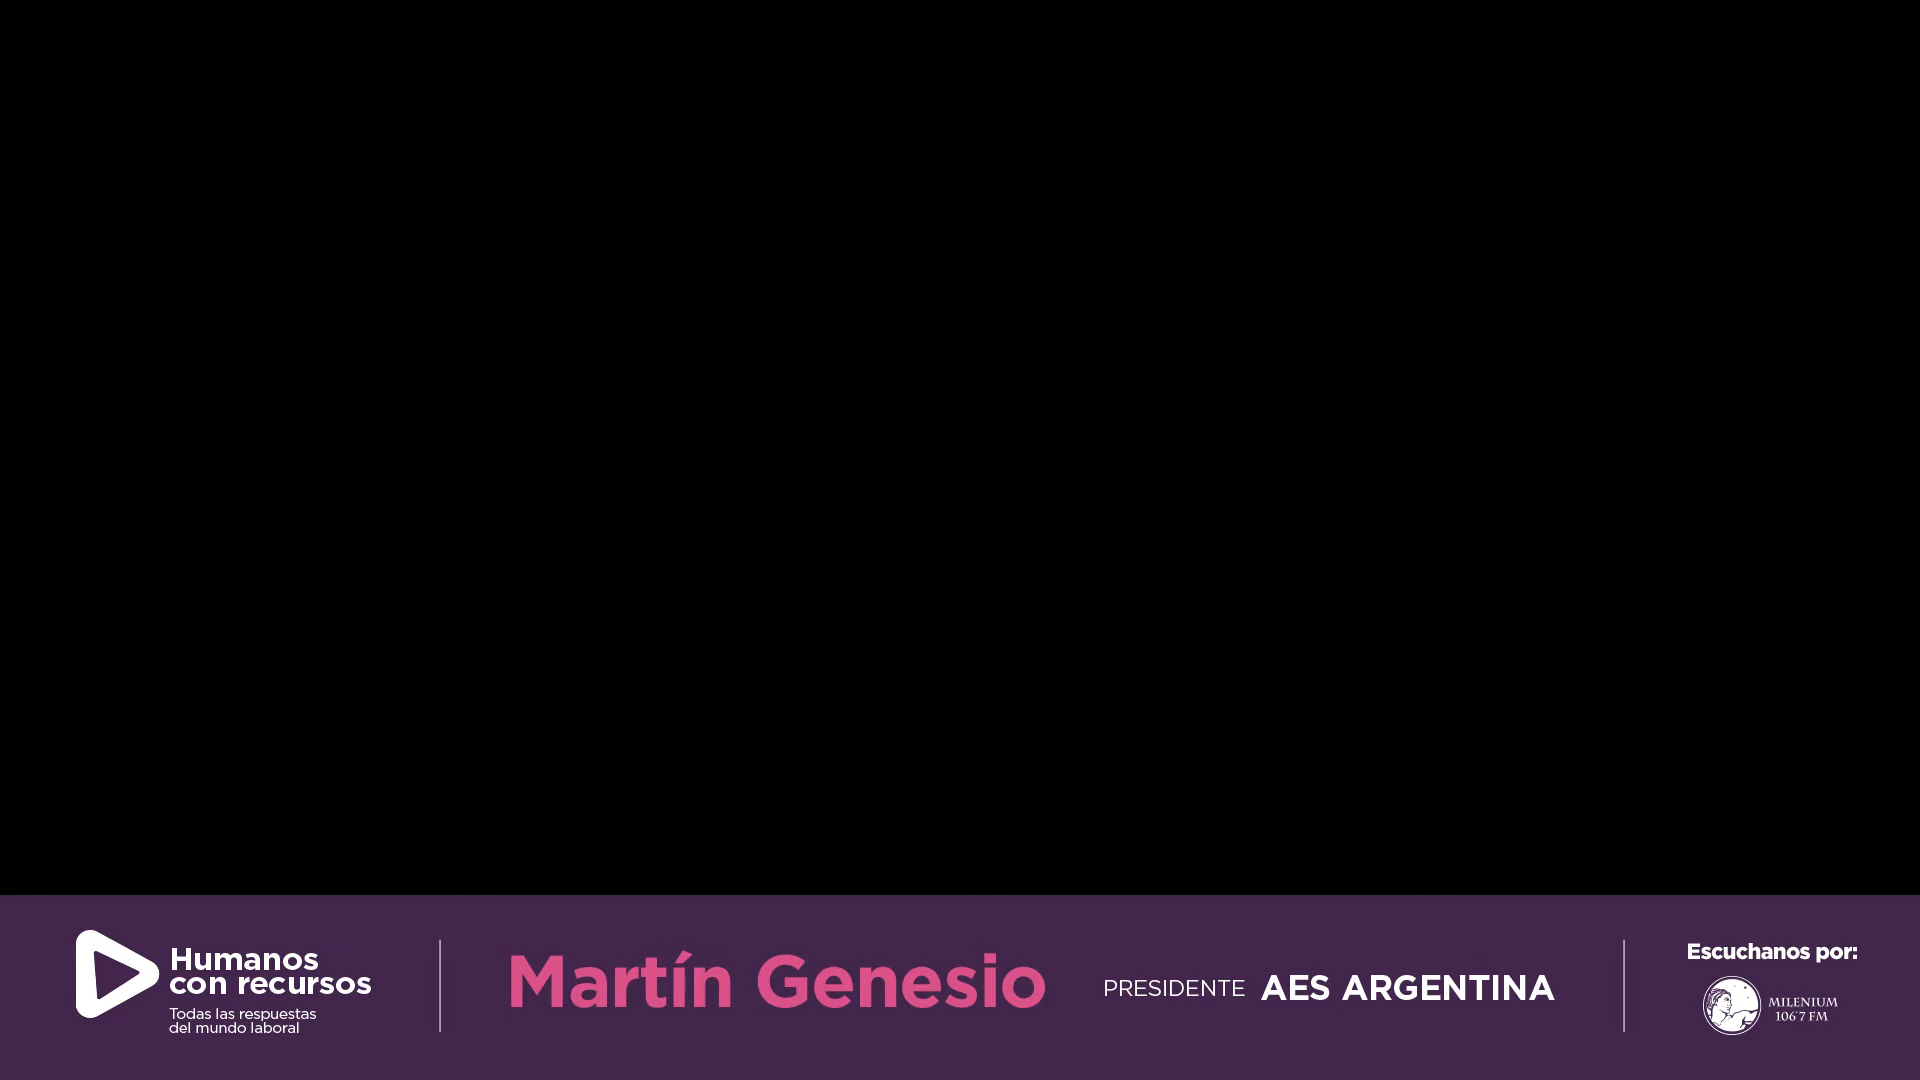 Humanos
con recursos
Todas las respuestas
del mundo laboral
Martín Genesio
PRESIDENTE AES ARGENTINA
Escuchanos por:
MILENIUM
106'7 FM